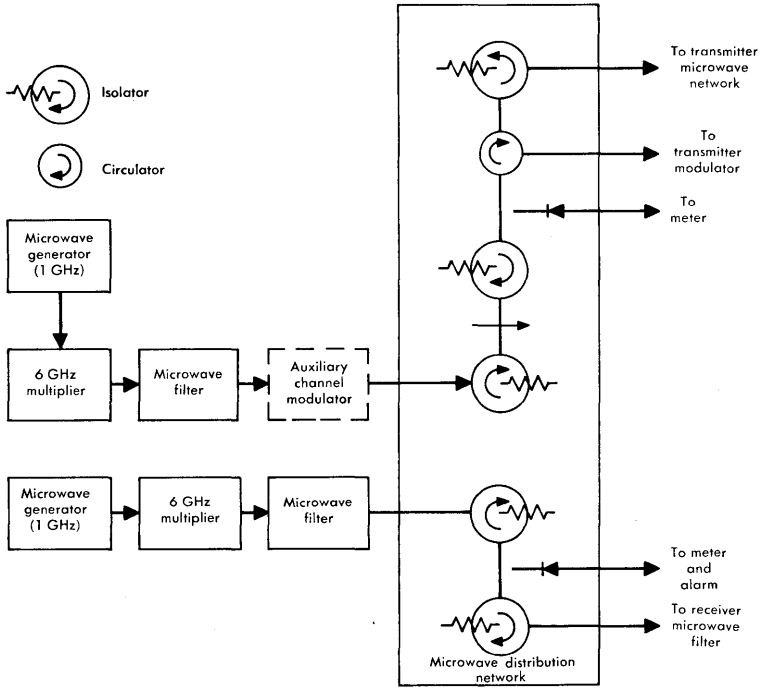 To transmitter
microwave
network
Isolator
To
transmitter
modulator
Circulator
To
meter
Microwave
generator
(1 GHz)
6 GHz
multiplier
Microwave
filter
Auxiliary
channel
modulator
Microwave
generator
(1 GHz)
6 GHz
multiplier
Microwave
filter
To meter
and
alarm
To receiver
microwave
filter
Microwave distribution
network